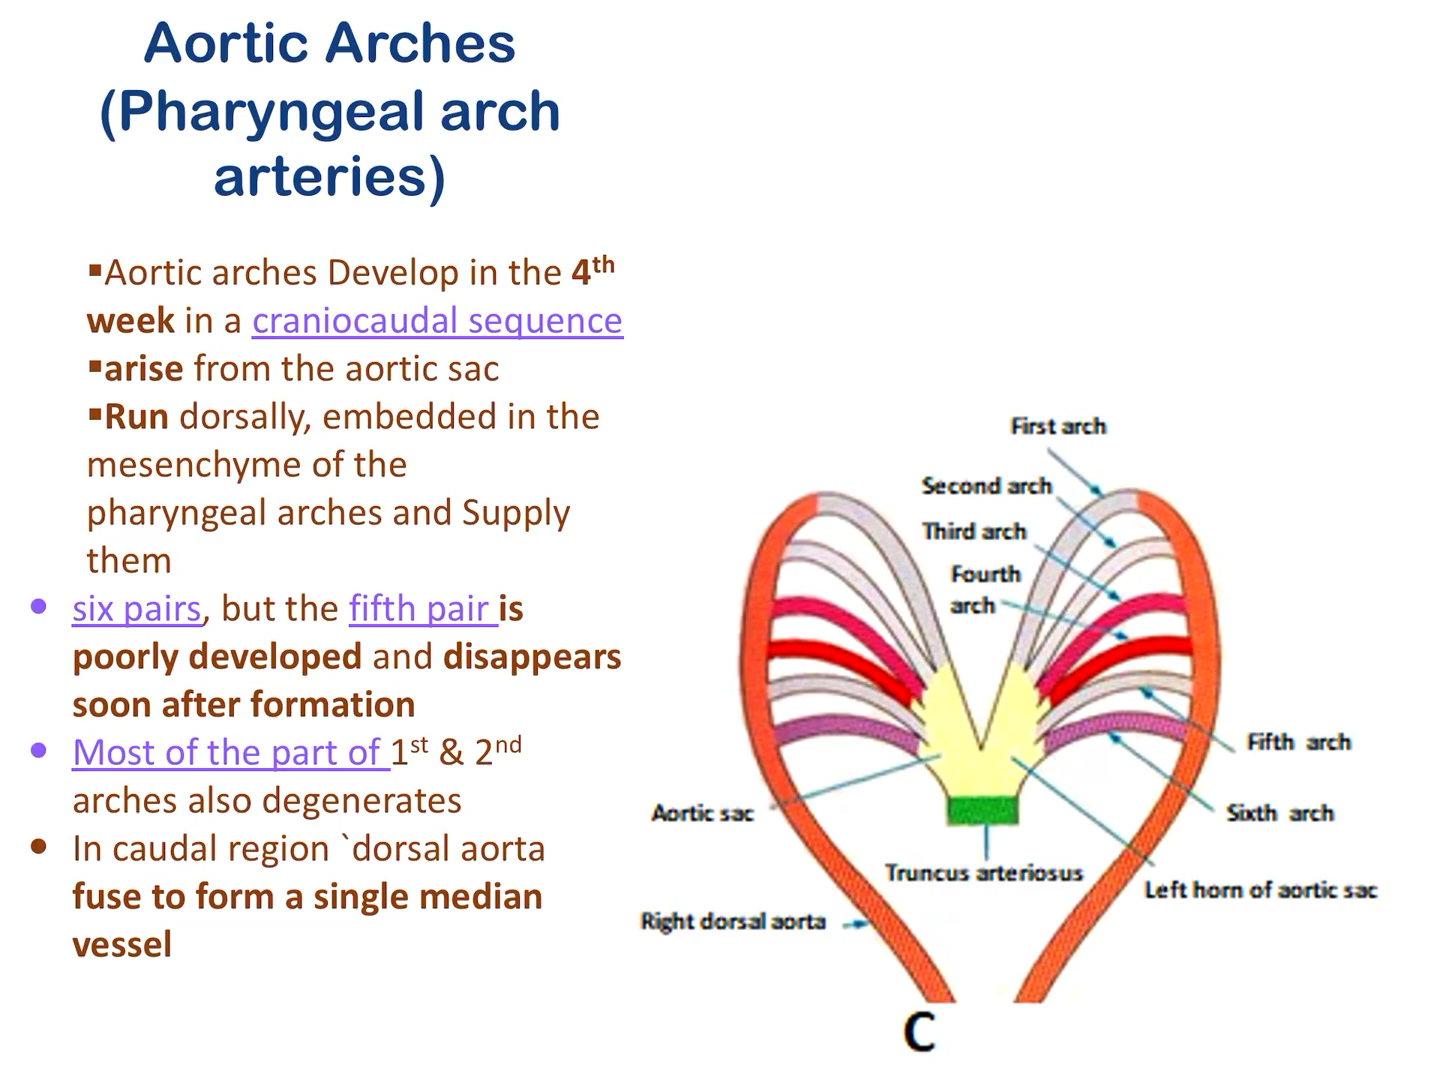 Aortic Arches
(Pharyngeal arch
arteries)
▪Aortic arches Develop in the 4th
week in a craniocaudal sequence
▪arise from the aortic sac
▪Run dorsally, embedded in the
mesenchyme of the
pharyngeal arches and Supply
them
• six pairs, but the fifth pair is
poorly developed and disappears
soon after formation
• Most of the part of 1st & 2nd
arches also degenerates
• In caudal region `dorsal aorta
fuse to form a single median
vessel
First arch
Second arch
Third arch
Fourth
arch
Fifth arch
Aortic sac
Sixth arch
Truncus arteriosus
Left horn of aortic sac
Right dorsal aorta
C